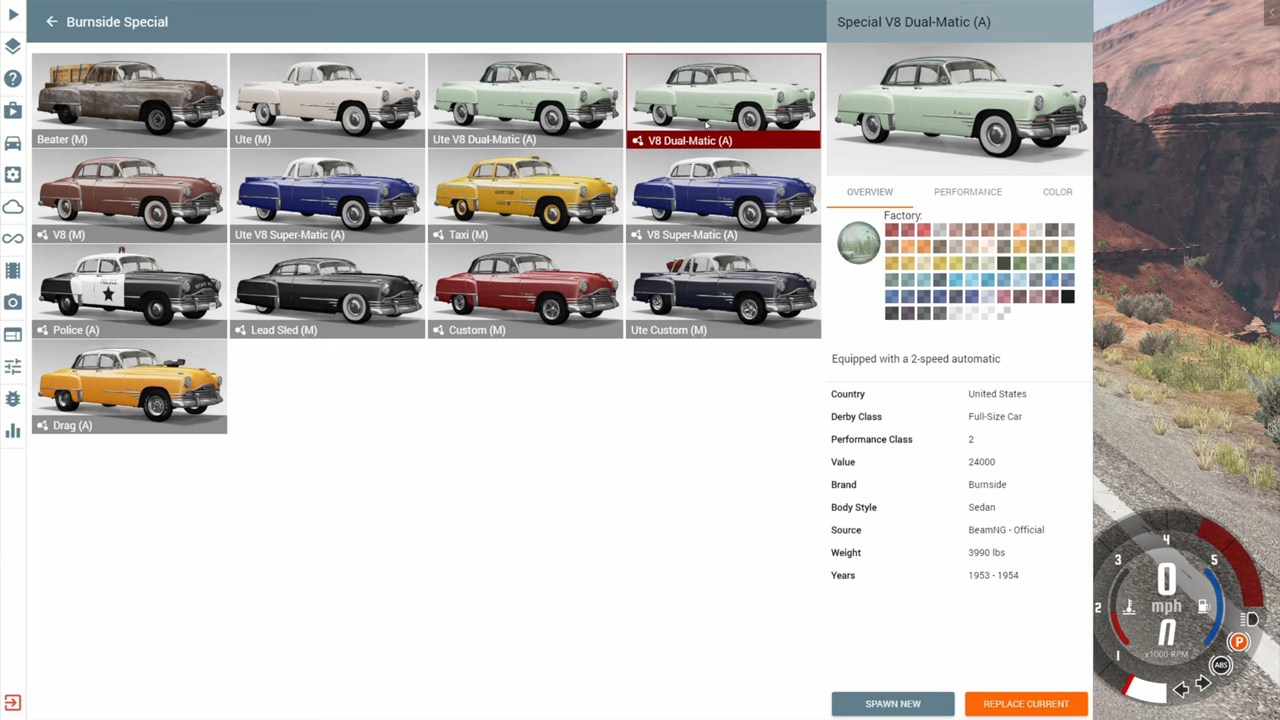 Burnside Special
Special V8 Dual-Matic (A)
Beater (M)
Ute (M)
Ute V8 Dual-Matic (A)
V8 Dual-Matic (A)
V8 (M)
Ute V8 Super-Matic (A)
Taxi (M)
V8 Super-Matic (A)
POLICE
Police (A)
Lead Sled (M)
Custom (M)
Ute Custom (M)
Drag (A)
OVERVIEW
PERFORMANCE
COLOR
Factory:
Equipped with a 2-speed automatic
Country United States
Derby Class Full-Size Car
Performance Class 2
Value 24000
Brand Burnside
Body Style Sedan
Source BeamNG - Official
Weight 3990 lbs
Years 1953 - 1954
SPAWN NEW
REPLACE CURRENT
1
2
3
4
5
0
mph
n
x1000 RPM
P
ABS